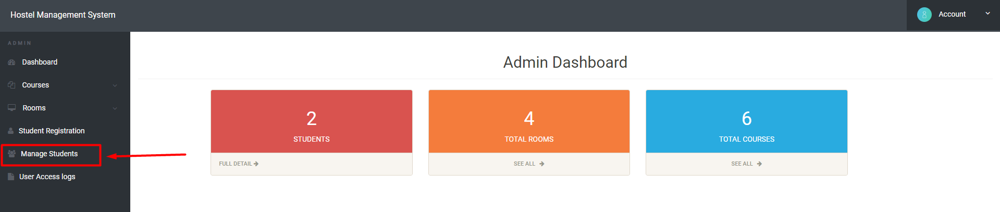 Hostel Management System
Account
ADMIN
Dashboard
Courses
Rooms
Student Registration
Manage Students
User Access logs
Admin Dashboard
2
STUDENTS
FULL DETAIL
4
TOTAL ROOMS
SEE ALL
6
TOTAL COURSES
SEE ALL